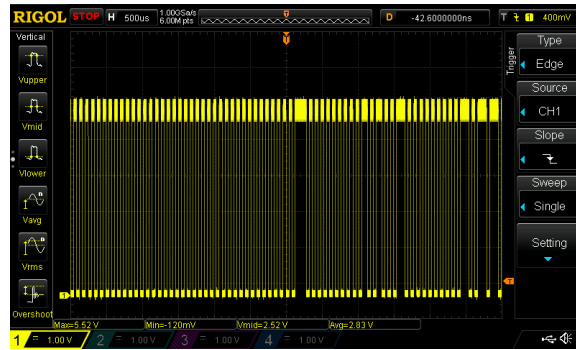 RIGOL STOP H 500us 1.00GSa/s 6.00M pts D -42.6000000ns T 1 400mV
Vertical
Vupper
Vmid
Vlower
Vavg
Vrms
Overshoot
T
T
1
Max=5.52 V Min=-120mV Vmid=2.52 V Avg=2.83 V
1 = 1.00 V 2 = 1.00 V 3 = 1.00 V 4 = 1.00 V
Trigger
Type
Edge
Source
CH1
Slope
Sweep
Single
Setting